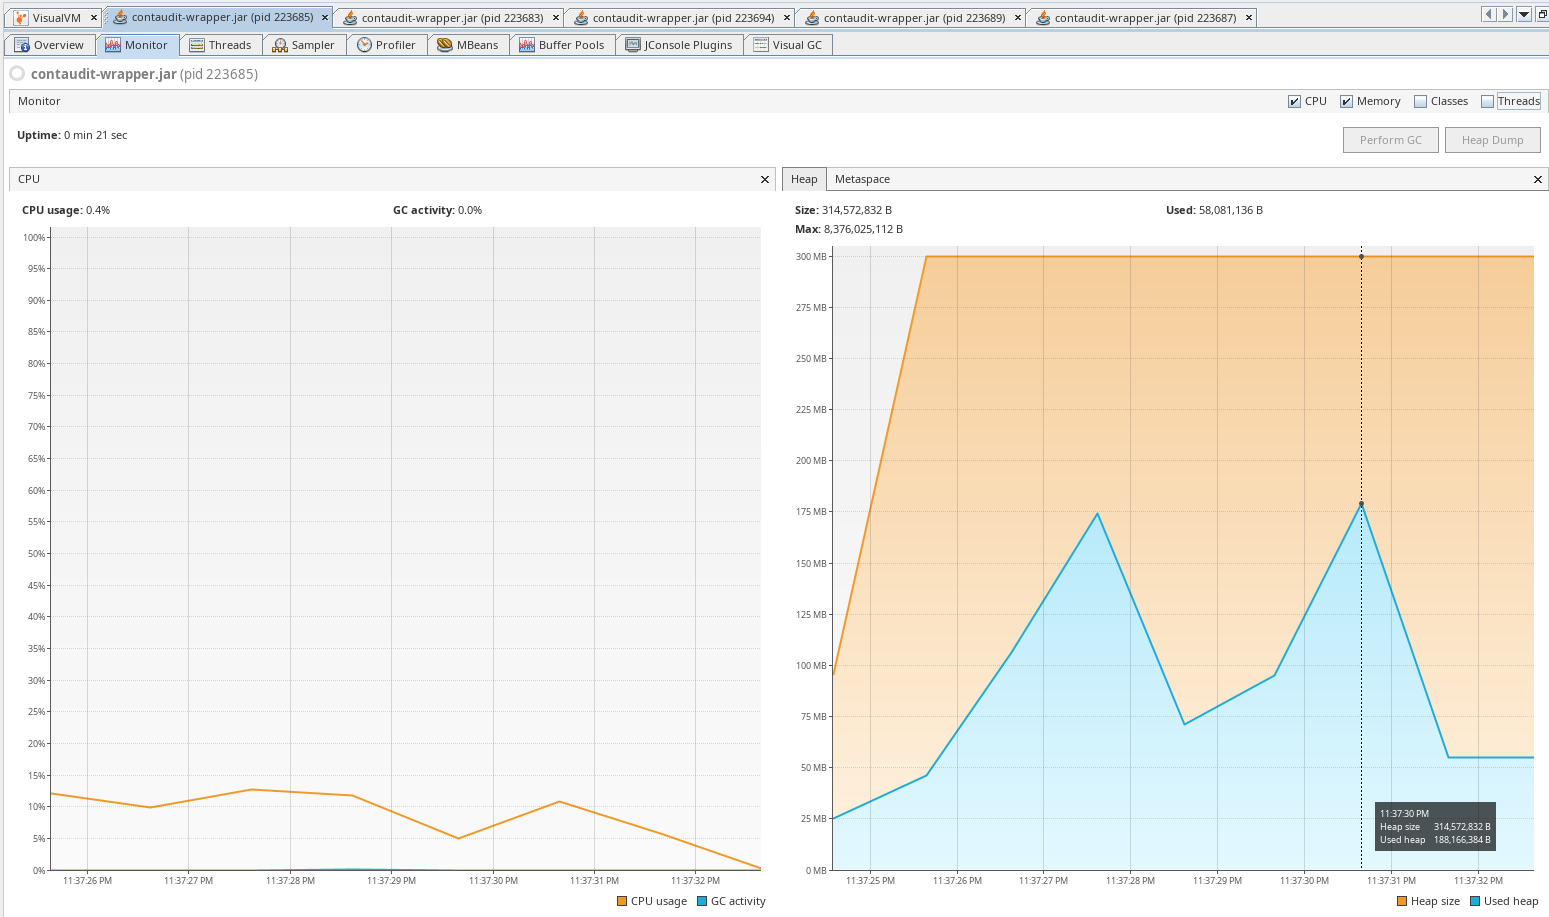 VisualVM × contaudit-wrapper.jar (pid 223685) × contaudit-wrapper.jar (pid 223683) × contaudit-wrapper.jar (pid 223694) × contaudit-wrapper.jar (pid 223689) × contaudit-wrapper.jar (pid 223687) ×
Overview Monitor Threads Sampler Profiler MBeans Buffer Pools JConsole Plugins Visual GC
contaudit-wrapper.jar (pid 223685)
Monitor CPU Memory Classes Threads
Uptime: 0 min 21 sec
Perform GC Heap Dump
CPU ×
CPU usage: 0.4% GC activity: 0.0%
100%
95%
90%
85%
80%
75%
70%
65%
60%
55%
50%
45%
40%
35%
30%
25%
20%
15%
10%
5%
0%
11:37:26 PM 11:37:27 PM 11:37:28 PM 11:37:29 PM 11:37:30 PM 11:37:31 PM 11:37:32 PM
CPU usage GC activity
Heap Metaspace ×
Size: 314,572,832 B Used: 58,081,136 B
Max: 8,376,025,112 B
300 MB
275 MB
250 MB
225 MB
200 MB
175 MB
150 MB
125 MB
100 MB
75 MB
50 MB
25 MB
0 MB
11:37:30 PM
Heap size 314,572,832 B
Used heap 188,166,384 B
11:37:25 PM 11:37:26 PM 11:37:27 PM 11:37:28 PM 11:37:29 PM 11:37:30 PM 11:37:31 PM 11:37:32 PM
Heap size Used heap